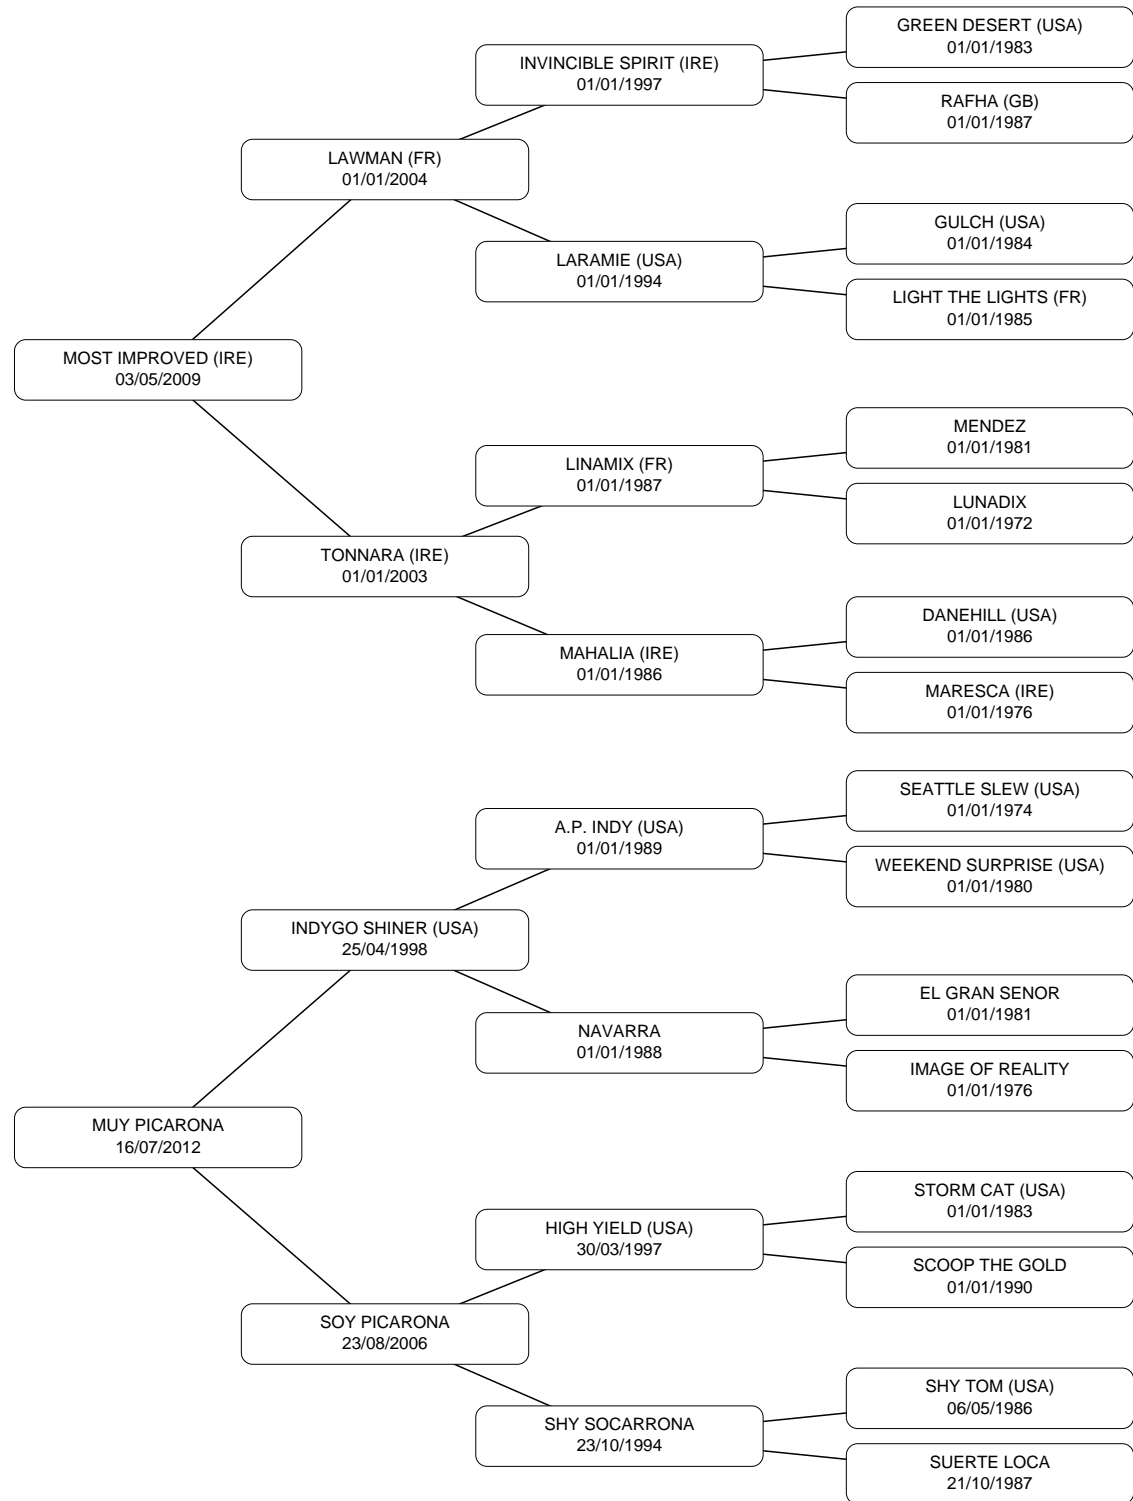 GREEN DESERT (USA)
01/01/1983
INVINCIBLE SPIRIT (IRE)
01/01/1997
RAFHA (GB)
01/01/1987
LAWMAN (FR)
01/01/2004
GULCH (USA)
01/01/1984
LARAMIE (USA)
01/01/1994
LIGHT THE LIGHTS (FR)
01/01/1985
MOST IMPROVED (IRE)
03/05/2009
MENDEZ
01/01/1981
LINAMIX (FR)
01/01/1987
LUNADIX
01/01/1972
TONNARA (IRE)
01/01/2003
DANEHILL (USA)
01/01/1986
MAHALIA (IRE)
01/01/1986
MARESCA (IRE)
01/01/1976
SEATTLE SLEW (USA)
01/01/1974
A.P. INDY (USA)
01/01/1989
WEEKEND SURPRISE (USA)
01/01/1980
INDYGO SHINER (USA)
25/04/1998
EL GRAN SENOR
01/01/1981
NAVARRA
01/01/1988
IMAGE OF REALITY
01/01/1976
MUY PICARONA
16/07/2012
STORM CAT (USA)
01/01/1983
HIGH YIELD (USA)
30/03/1997
SCOOP THE GOLD
01/01/1990
SOY PICARONA
23/08/2006
SHY TOM (USA)
06/05/1986
SHY SOCARRONA
23/10/1994
SUERTE LOCA
21/10/1987